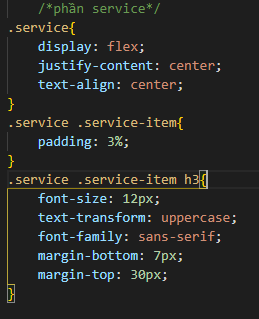 /*phần service*/
.service{
display: flex;
justify-content: center;
text-align: center;
}
.service .service-item{
padding: 3%;
}
.service .service-item h3{
font-size: 12px;
text-transform: uppercase;
font-family: sans-serif;
margin-bottom: 7px;
margin-top: 30px;
}